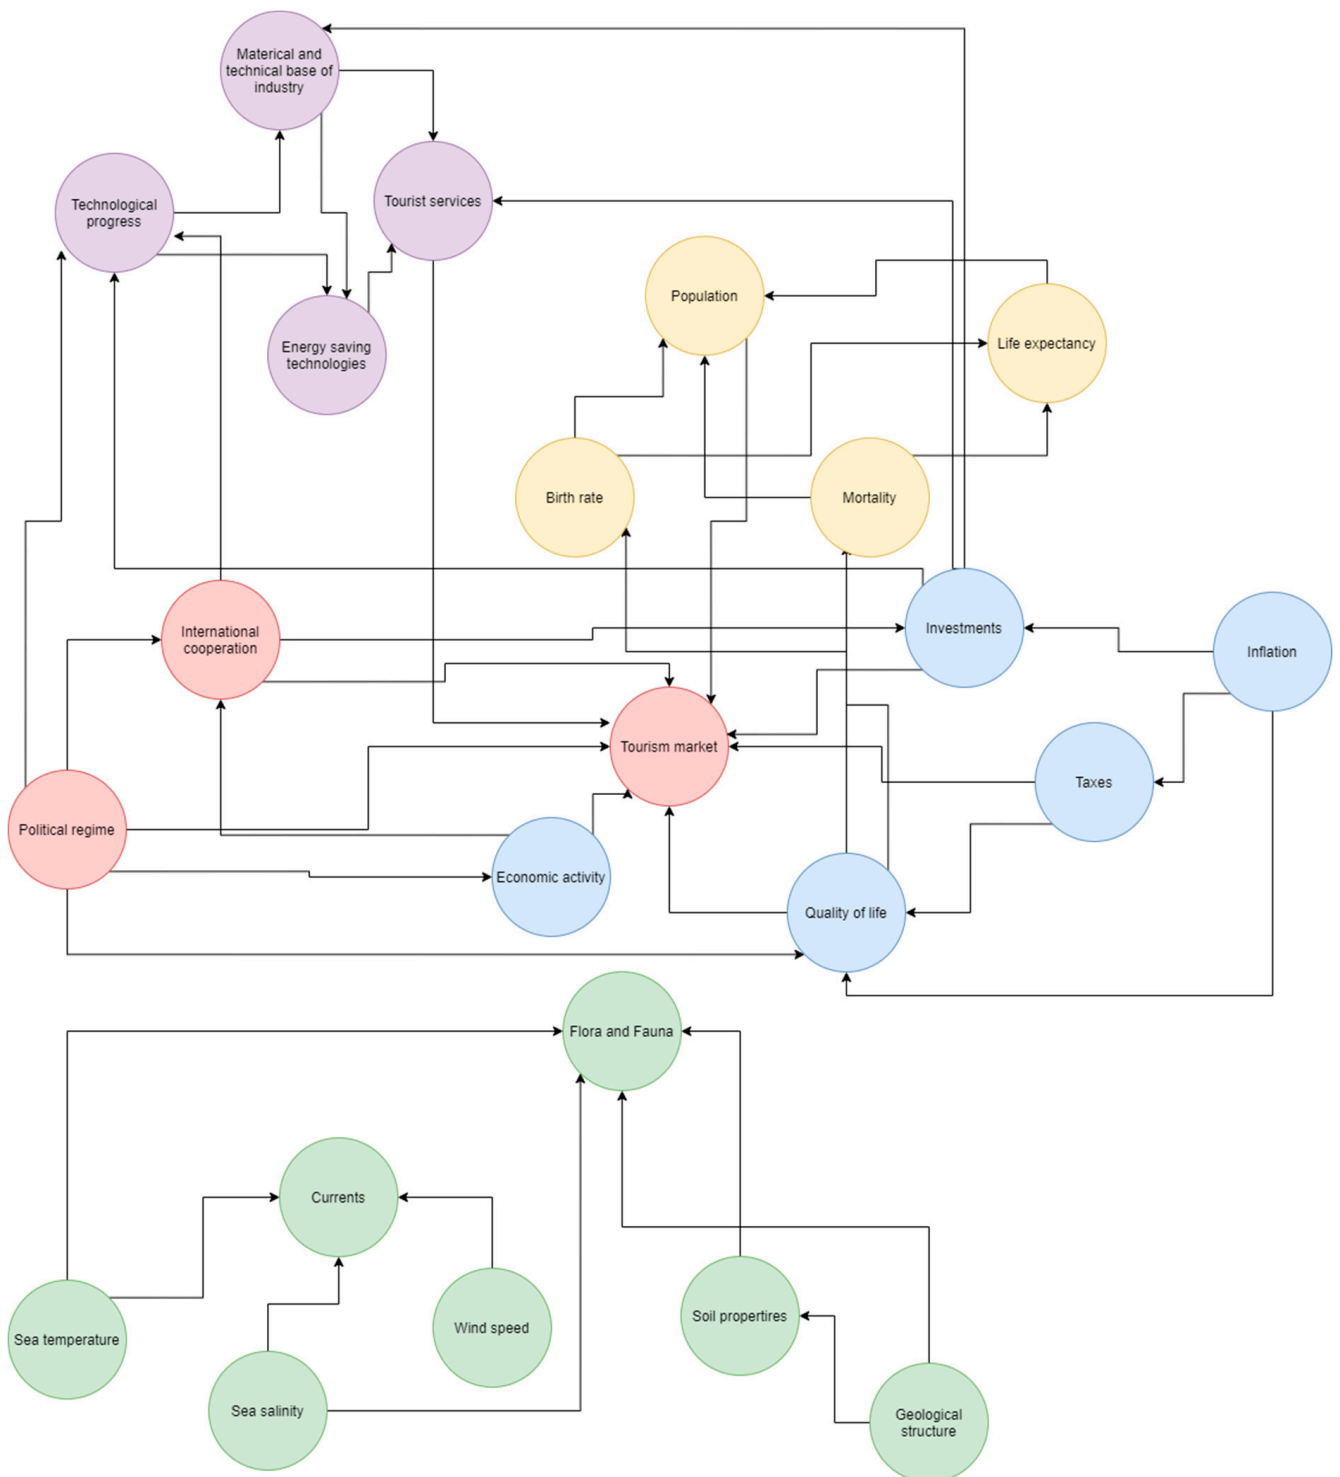 Materical and
technical base of
industry
Technological
progress
Tourist services
Population
Energy saving
technologies
Life expectancy
Birth rate
Mortality
International
cooperation
Investments
Inflation
Tourism market
Taxes
Political regime
Economic activity
Quality of life
Flora and Fauna
Currents
Sea temperature
Wind speed
Soil propertires
Sea salinity
Geological
structure